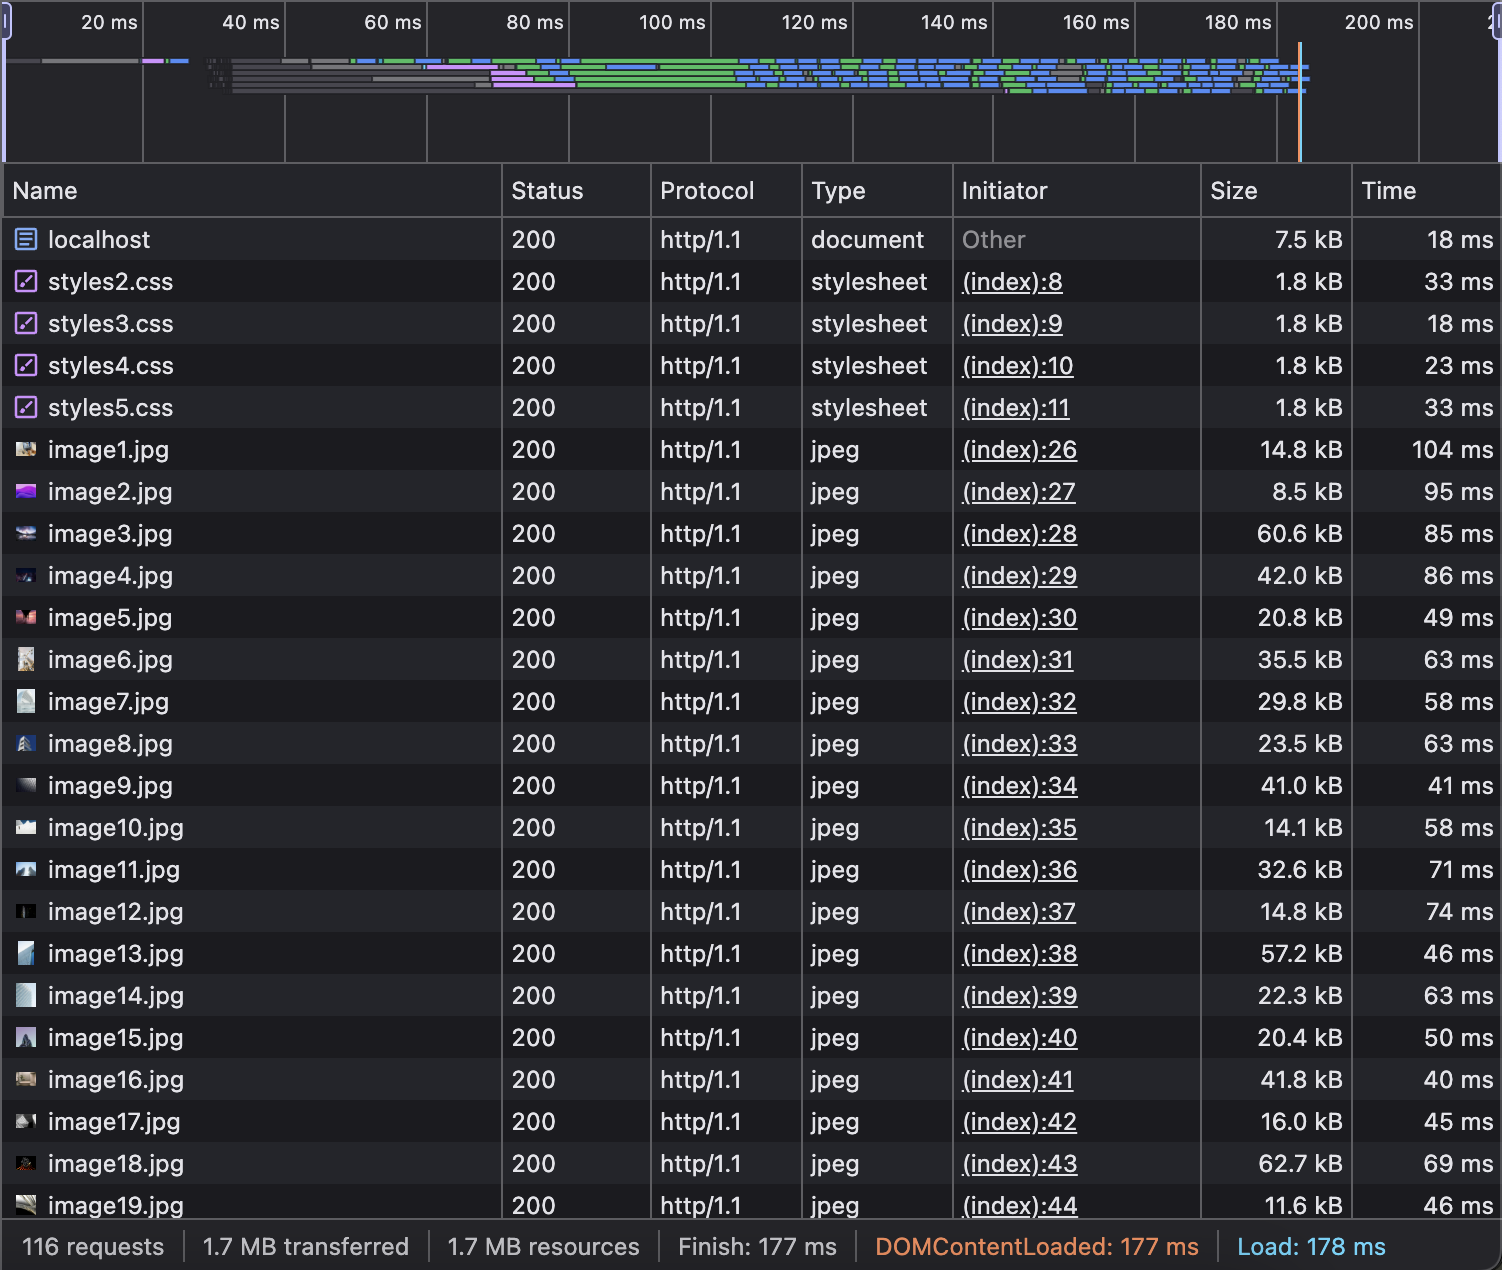 20 ms 40 ms 60 ms 80 ms 100 ms 120 ms 140 ms 160 ms 180 ms 200 ms
Name Status Protocol Type Initiator Size Time
localhost 200 http/1.1 document Other 7.5 kB 18 ms
styles2.css 200 http/1.1 stylesheet (index):8 1.8 kB 33 ms
styles3.css 200 http/1.1 stylesheet (index):9 1.8 kB 18 ms
styles4.css 200 http/1.1 stylesheet (index):10 1.8 kB 23 ms
styles5.css 200 http/1.1 stylesheet (index):11 1.8 kB 33 ms
image1.jpg 200 http/1.1 jpeg (index):26 14.8 kB 104 ms
image2.jpg 200 http/1.1 jpeg (index):27 8.5 kB 95 ms
image3.jpg 200 http/1.1 jpeg (index):28 60.6 kB 85 ms
image4.jpg 200 http/1.1 jpeg (index):29 42.0 kB 86 ms
image5.jpg 200 http/1.1 jpeg (index):30 20.8 kB 49 ms
image6.jpg 200 http/1.1 jpeg (index):31 35.5 kB 63 ms
image7.jpg 200 http/1.1 jpeg (index):32 29.8 kB 58 ms
image8.jpg 200 http/1.1 jpeg (index):33 23.5 kB 63 ms
image9.jpg 200 http/1.1 jpeg (index):34 41.0 kB 41 ms
image10.jpg 200 http/1.1 jpeg (index):35 14.1 kB 58 ms
image11.jpg 200 http/1.1 jpeg (index):36 32.6 kB 71 ms
image12.jpg 200 http/1.1 jpeg (index):37 14.8 kB 74 ms
image13.jpg 200 http/1.1 jpeg (index):38 57.2 kB 46 ms
image14.jpg 200 http/1.1 jpeg (index):39 22.3 kB 63 ms
image15.jpg 200 http/1.1 jpeg (index):40 20.4 kB 50 ms
image16.jpg 200 http/1.1 jpeg (index):41 41.8 kB 40 ms
image17.jpg 200 http/1.1 jpeg (index):42 16.0 kB 45 ms
image18.jpg 200 http/1.1 jpeg (index):43 62.7 kB 69 ms
image19.jpg 200 http/1.1 jpeg (index):44 11.6 kB 46 ms
116 requests 1.7 MB transferred 1.7 MB resources Finish: 177 ms DOMContentLoaded: 177 ms Load: 178 ms